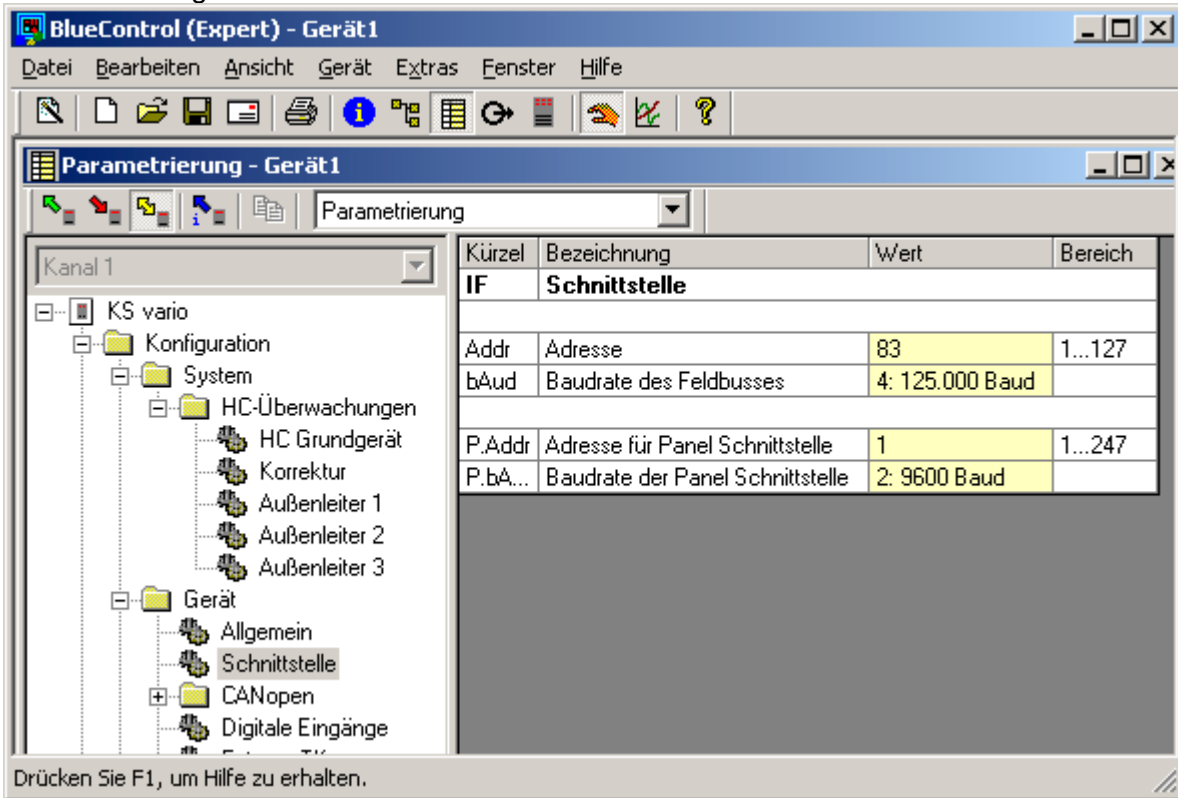 BlueControl (Expert) - Gerät1
Datei Bearbeiten Ansicht Gerät Extras Fenster Hilfe
Parametrierung - Gerät1
Parametrierung
Kanal 1
KS vario
Konfiguration
System
HC-Überwachungen
HC Grundgerät
Korrektur
Außenleiter 1
Außenleiter 2
Außenleiter 3
Gerät
Allgemein
Schnittstelle
CANopen
Digitale Eingänge
Kürzel Bezeichnung Wert Bereich
IF Schnittstelle
Addr Adresse 83 1...127
bAud Baudrate des Feldbusses 4: 125.000 Baud
P.Addr Adresse für Panel Schnittstelle 1 1...247
P.bA... Baudrate der Panel Schnittstelle 2: 9600 Baud
Drücken Sie F1, um Hilfe zu erhalten.